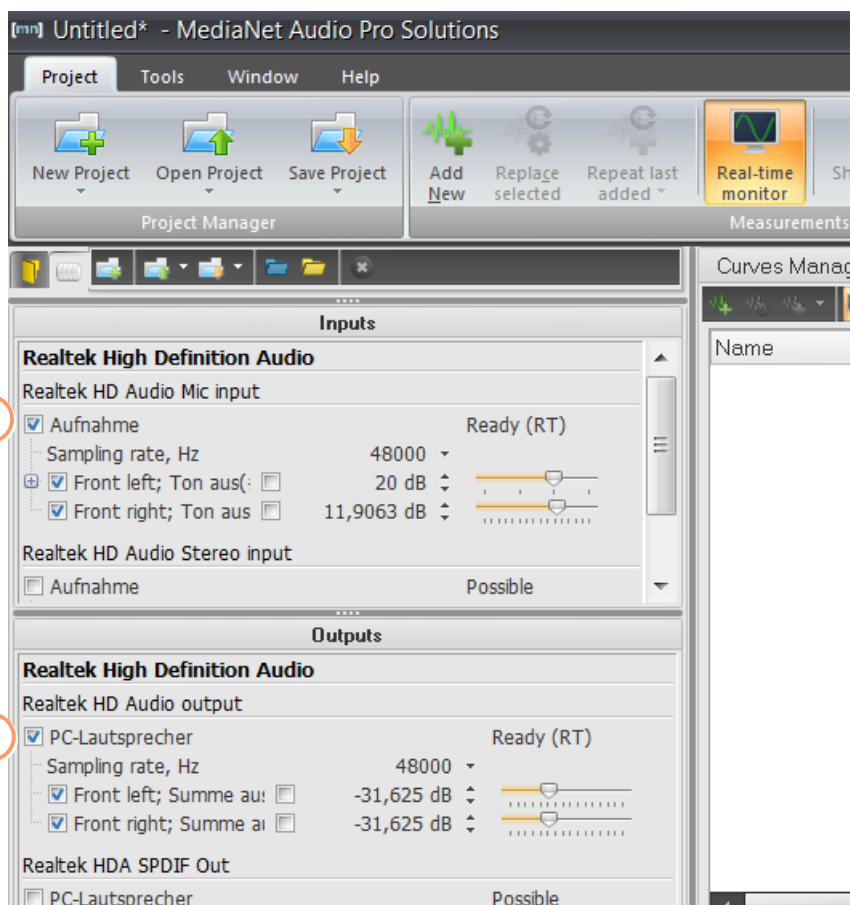 [mn] Untitled* - MediaNet Audio Pro Solutions
Project Tools Window Help
New Project Open Project Save Project Add New Replace selected Repeat last added Real-time monitor Sh
Project Manager Measurements
Curves Manag
Inputs
Name
Realtek High Definition Audio
Realtek HD Audio Mic input
Aufnahme Ready (RT)
Sampling rate, Hz 48000
Front left; Ton aus(: 20 dB
Front right; Ton aus 11,9063 dB
Realtek HD Audio Stereo input
Aufnahme Possible
Outputs
Realtek High Definition Audio
Realtek HD Audio output
PC-Lautsprecher Ready (RT)
Sampling rate, Hz 48000
Front left; Summe aus -31,625 dB
Front right; Summe a -31,625 dB
Realtek HDA SPDIF Out
PC-Lautsprecher Possible